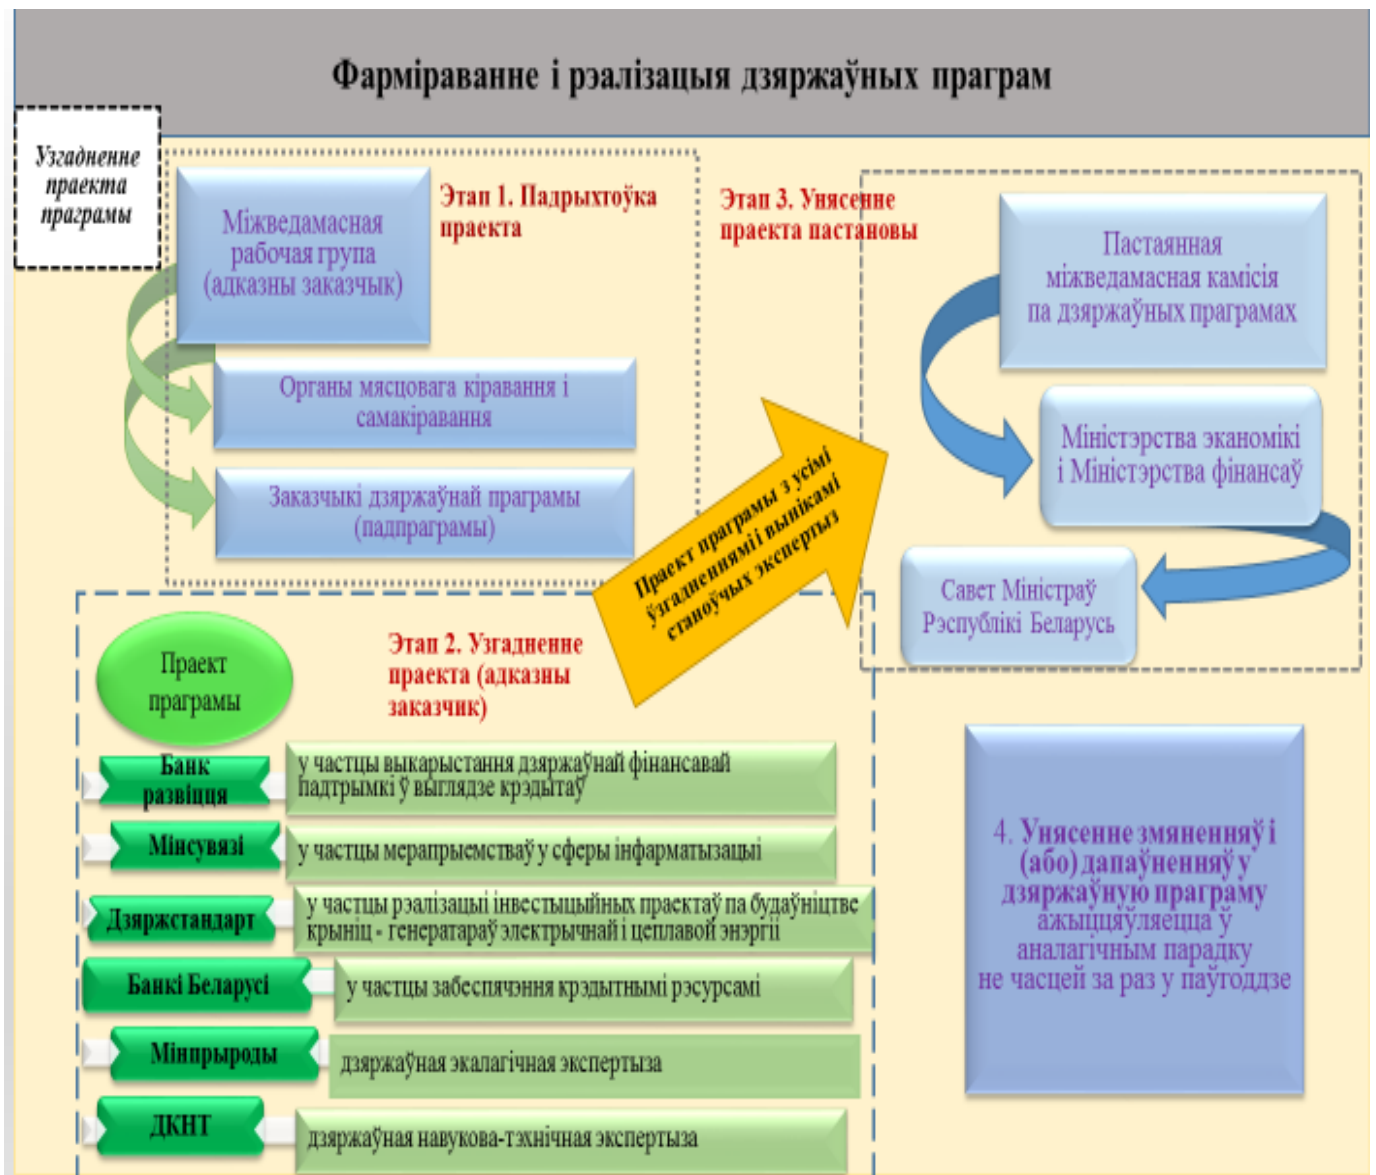 Фарміраванне і рэалізацыя дзяржаўных праграм
Узгадненне
праекта
праграмы
Этап 1. Падрыхтоўка
праекта
Міжведамасная
рабочая група
(адказны заказчык)
Органы мясцовага кіравання і
самакіравання
Заказчыкі дзяржаўнай праграмы
(падпраграмы)
Этап 2. Узгадненне
праекта (адказны
заказчик)
Праект
праграмы
Банк
развіцця
у частцы выкарыстання дзяржаўнай фінансавай
падтрымкі ў выглядзе крэдытаў
Мінсувязі
у частцы мерапрыемстваў у сферы інфарматызацыі
Дзяржстандарт
у частцы рэалізацыі інвестыцыйных праектаў па будаўніцтве
крыніц - генератараў электрычнай і цеплавой энэргіі
Банкі Беларусі
у частцы забеспячэння крэдытнымі рэсурсамі
Мінпрыроды
дзяржаўная экалагічная экспертыза
ДКНТ
дзяржаўная навукова-тэхнічная экспертыза
Праект праграмы з усімі
ўзгадненнямі і вынікамі
станоўчых экспертыз
Этап 3. Унясенне
праекта пастановы
Пастаянная
міжведамасная камісія
па дзяржаўных праграмах
Міністэрства эканомікі
і Міністэрства фінансаў
Савет Міністраў
Рэспублікі Беларусь
4. Унясенне змяненняў і
(або) дапаўненняў у
дзяржаўную праграму
ажыццяўляецца ў
аналагічным парадку
не часцей за раз у паўгоддзе